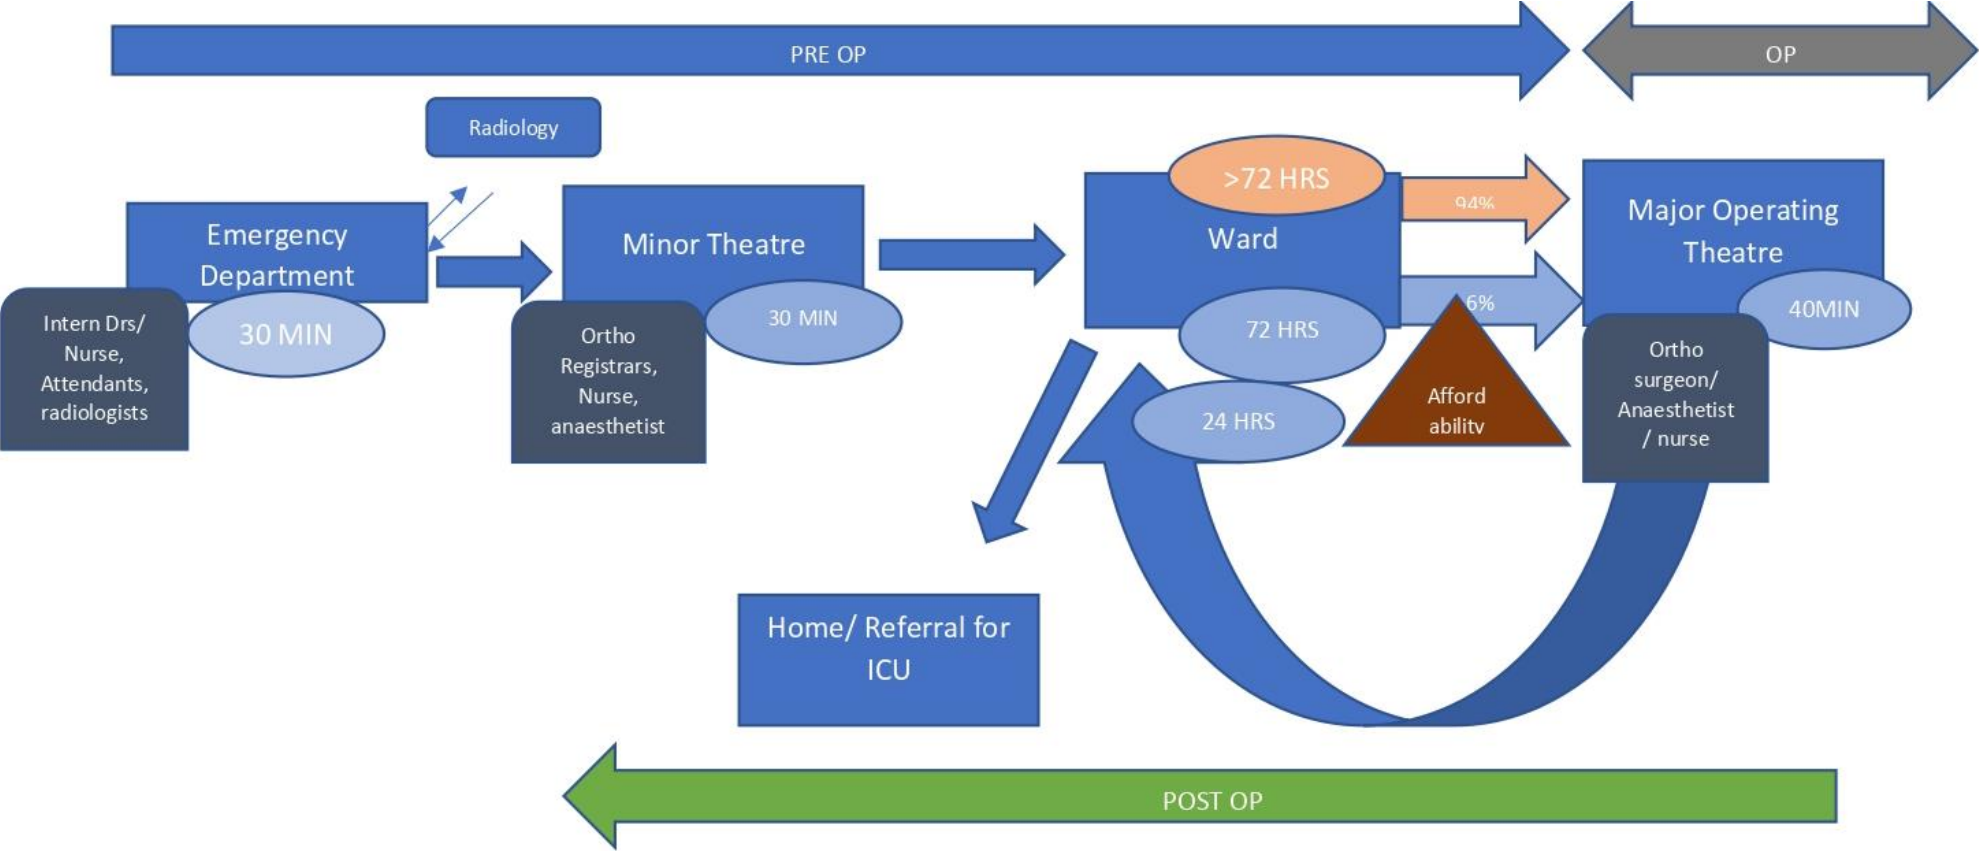 PRE OP
OP
Radiology
Emergency
Department
30 MIN
Intern Drs/
Nurse,
Attendants,
radiologists
Minor Theatre
30 MIN
Ortho
Registrars,
Nurse,
anaesthetist
>72 HRS
Ward
72 HRS
24 HRS
94%
6%
Afford
ability
Major Operating
Theatre
40MIN
Ortho
surgeon/
Anaesthetist
/ nurse
Home/ Referral for
ICU
POST OP